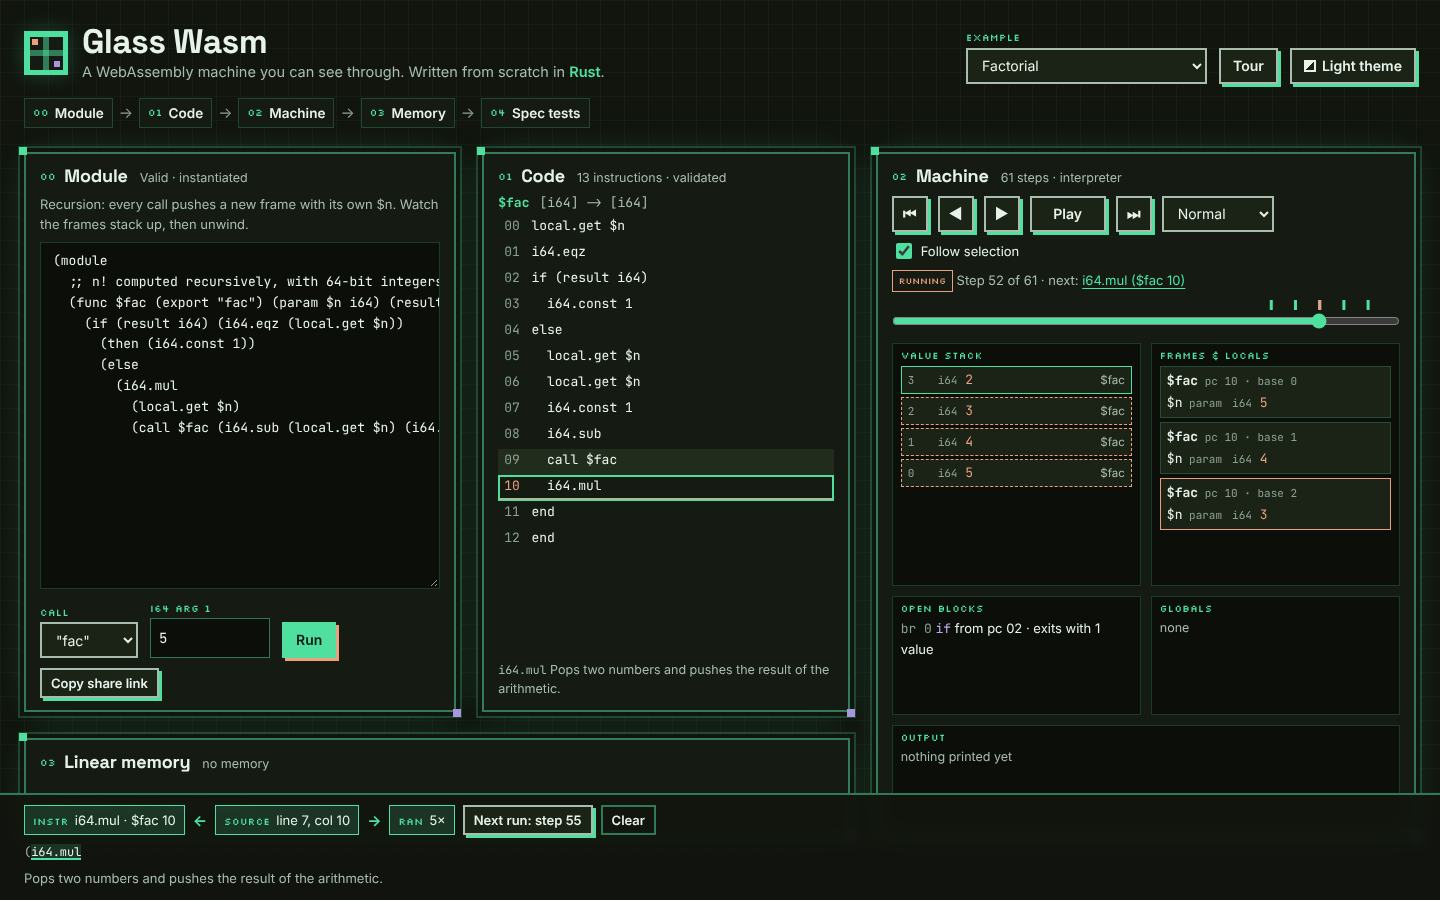 Glass Wasm
A WebAssembly machine you can see through. Written from scratch in Rust.
EXAMPLE
Factorial
Tour
Light theme
00 Module → 01 Code → 02 Machine → 03 Memory → 04 Spec tests
00 Module Valid · instantiated
Recursion: every call pushes a new frame with its own $n. Watch
the frames stack up, then unwind.
(module
;; n! computed recursively, with 64-bit integers
(func $fac (export "fac") (param $n i64) (result
(if (result i64) (i64.eqz (local.get $n))
(then (i64.const 1))
(else
(i64.mul
(local.get $n)
(call $fac (i64.sub (local.get $n) (i64.
CALL
"fac"
I64 ARG 1
5
Run
Copy share link
01 Code 13 instructions · validated
$fac [i64] → [i64]
00 local.get $n
01 i64.eqz
02 if (result i64)
03 i64.const 1
04 else
05 local.get $n
06 local.get $n
07 i64.const 1
08 i64.sub
09 call $fac
10 i64.mul
11 end
12 end
i64.mul Pops two numbers and pushes the result of the
arithmetic.
02 Machine 61 steps · interpreter
Play
Normal
Follow selection
RUNNING Step 52 of 61 · next: i64.mul ($fac 10)
VALUE STACK
3 i64 2 $fac
2 i64 3 $fac
1 i64 4 $fac
0 i64 5 $fac
FRAMES & LOCALS
$fac pc 10 · base 0
$n param i64 5
$fac pc 10 · base 1
$n param i64 4
$fac pc 10 · base 2
$n param i64 3
OPEN BLOCKS
br 0 if from pc 02 · exits with 1
value
GLOBALS
none
OUTPUT
nothing printed yet
03 Linear memory no memory
INSTR i64.mul · $fac 10 ← SOURCE line 7, col 10 → RAN 5× Next run: step 55 Clear
(i64.mul
Pops two numbers and pushes the result of the arithmetic.